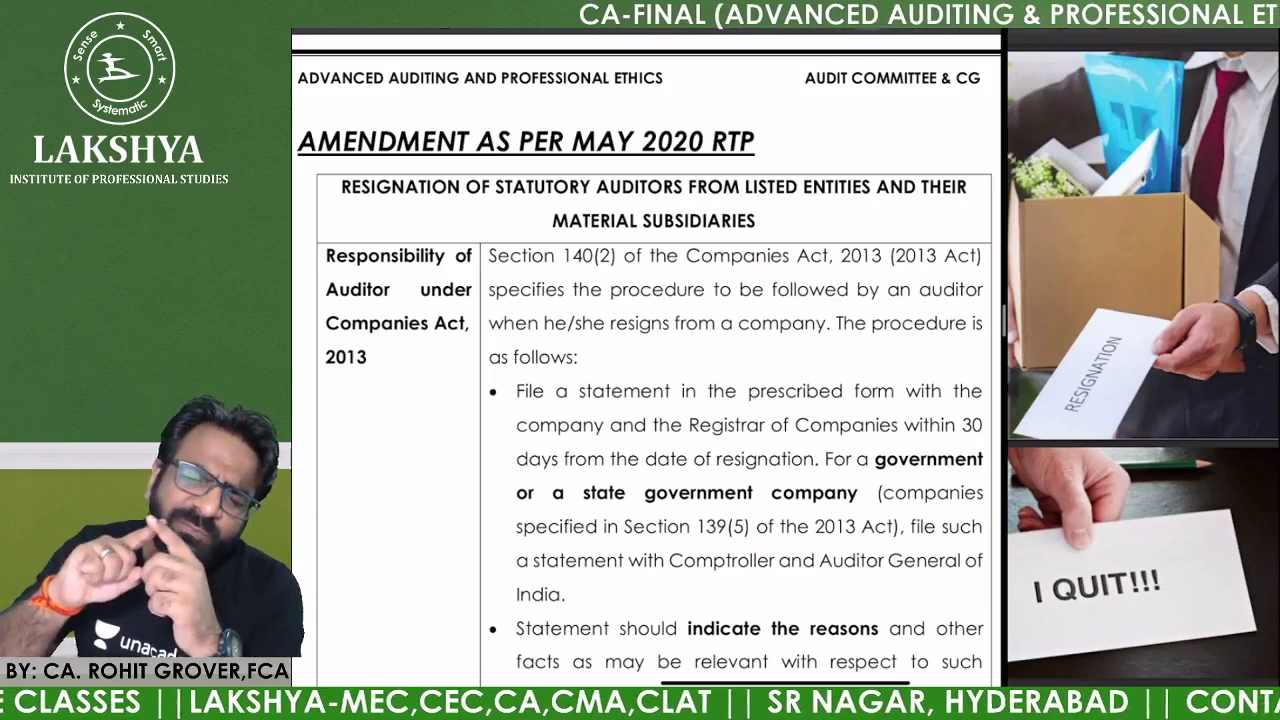 CA-FINAL (ADVANCED AUDITING & PROFESSIONAL ET
Sense
Smart
Systematic
LAKSHYA
INSTITUTE OF PROFESSIONAL STUDIES
ADVANCED AUDITING AND PROFESSIONAL ETHICS
AUDIT COMMITTEE & CG
AMENDMENT AS PER MAY 2020 RTP
RESIGNATION OF STATUTORY AUDITORS FROM LISTED ENTITIES AND THEIR
MATERIAL SUBSIDIARIES
Responsibility of
Auditor under
Companies Act,
2013
Section 140(2) of the Companies Act, 2013 (2013 Act)
specifies the procedure to be followed by an auditor
when he/she resigns from a company. The procedure is
as follows:
• File a statement in the prescribed form with the
company and the Registrar of Companies within 30
days from the date of resignation. For a government
or a state government company (companies
specified in Section 139(5) of the 2013 Act), file such
a statement with Comptroller and Auditor General of
India.
• Statement should indicate the reasons and other
facts as may be relevant with respect to such
RESIGNATION
I QUIT!!!
unacad
BY: CA. ROHIT GROVER,FCA
E CLASSES ||LAKSHYA-MEC,CEC,CA,CMA,CLAT || SR NAGAR, HYDERABAD || CONTA